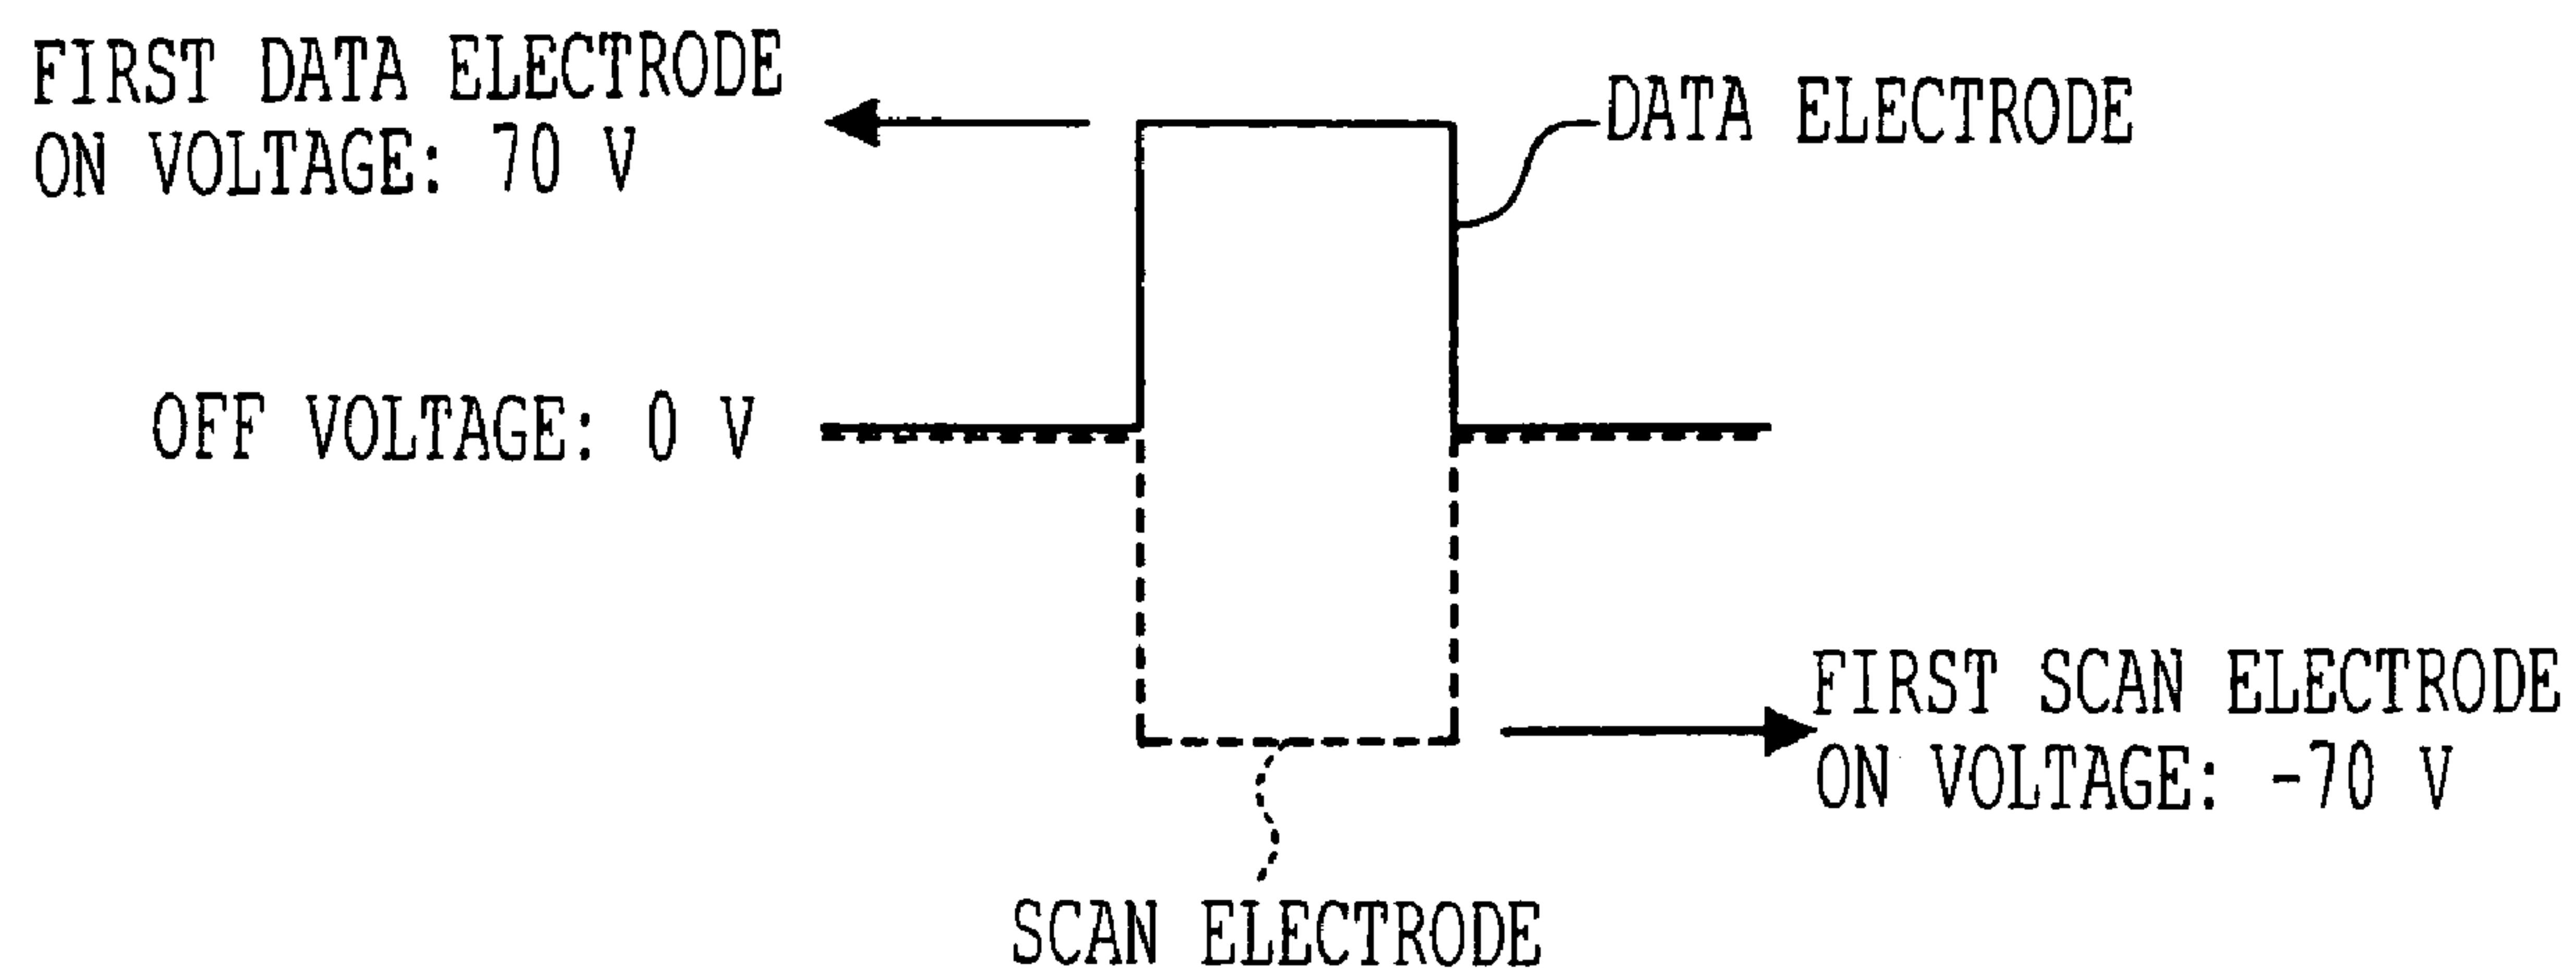 FIRST DATA ELECTRODE
ON VOLTAGE: 70 V
DATA ELECTRODE
OFF VOLTAGE: 0 V
FIRST SCAN ELECTRODE
ON VOLTAGE: -70 V
SCAN ELECTRODE